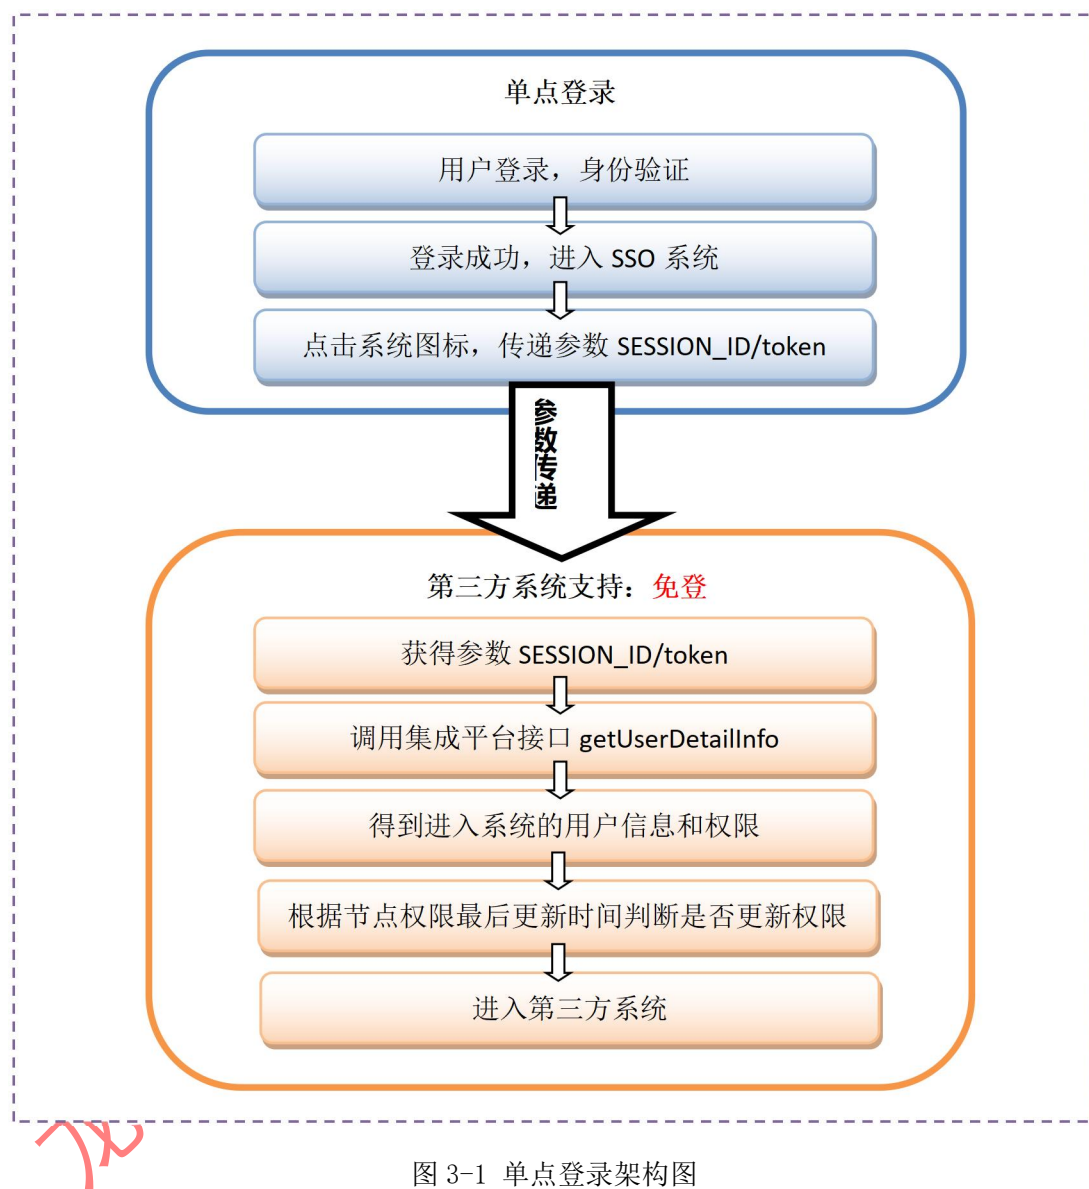 单点登录
用户登录，身份验证
登录成功，进入 SSO 系统
点击系统图标，传递参数 SESSION_ID/token
参数传递
第三方系统支持：免登
获得参数 SESSION_ID/token
调用集成平台接口 getUserDetailInfo
得到进入系统的用户信息和权限
根据节点权限最后更新时间判断是否更新权限
进入第三方系统
图 3-1 单点登录架构图